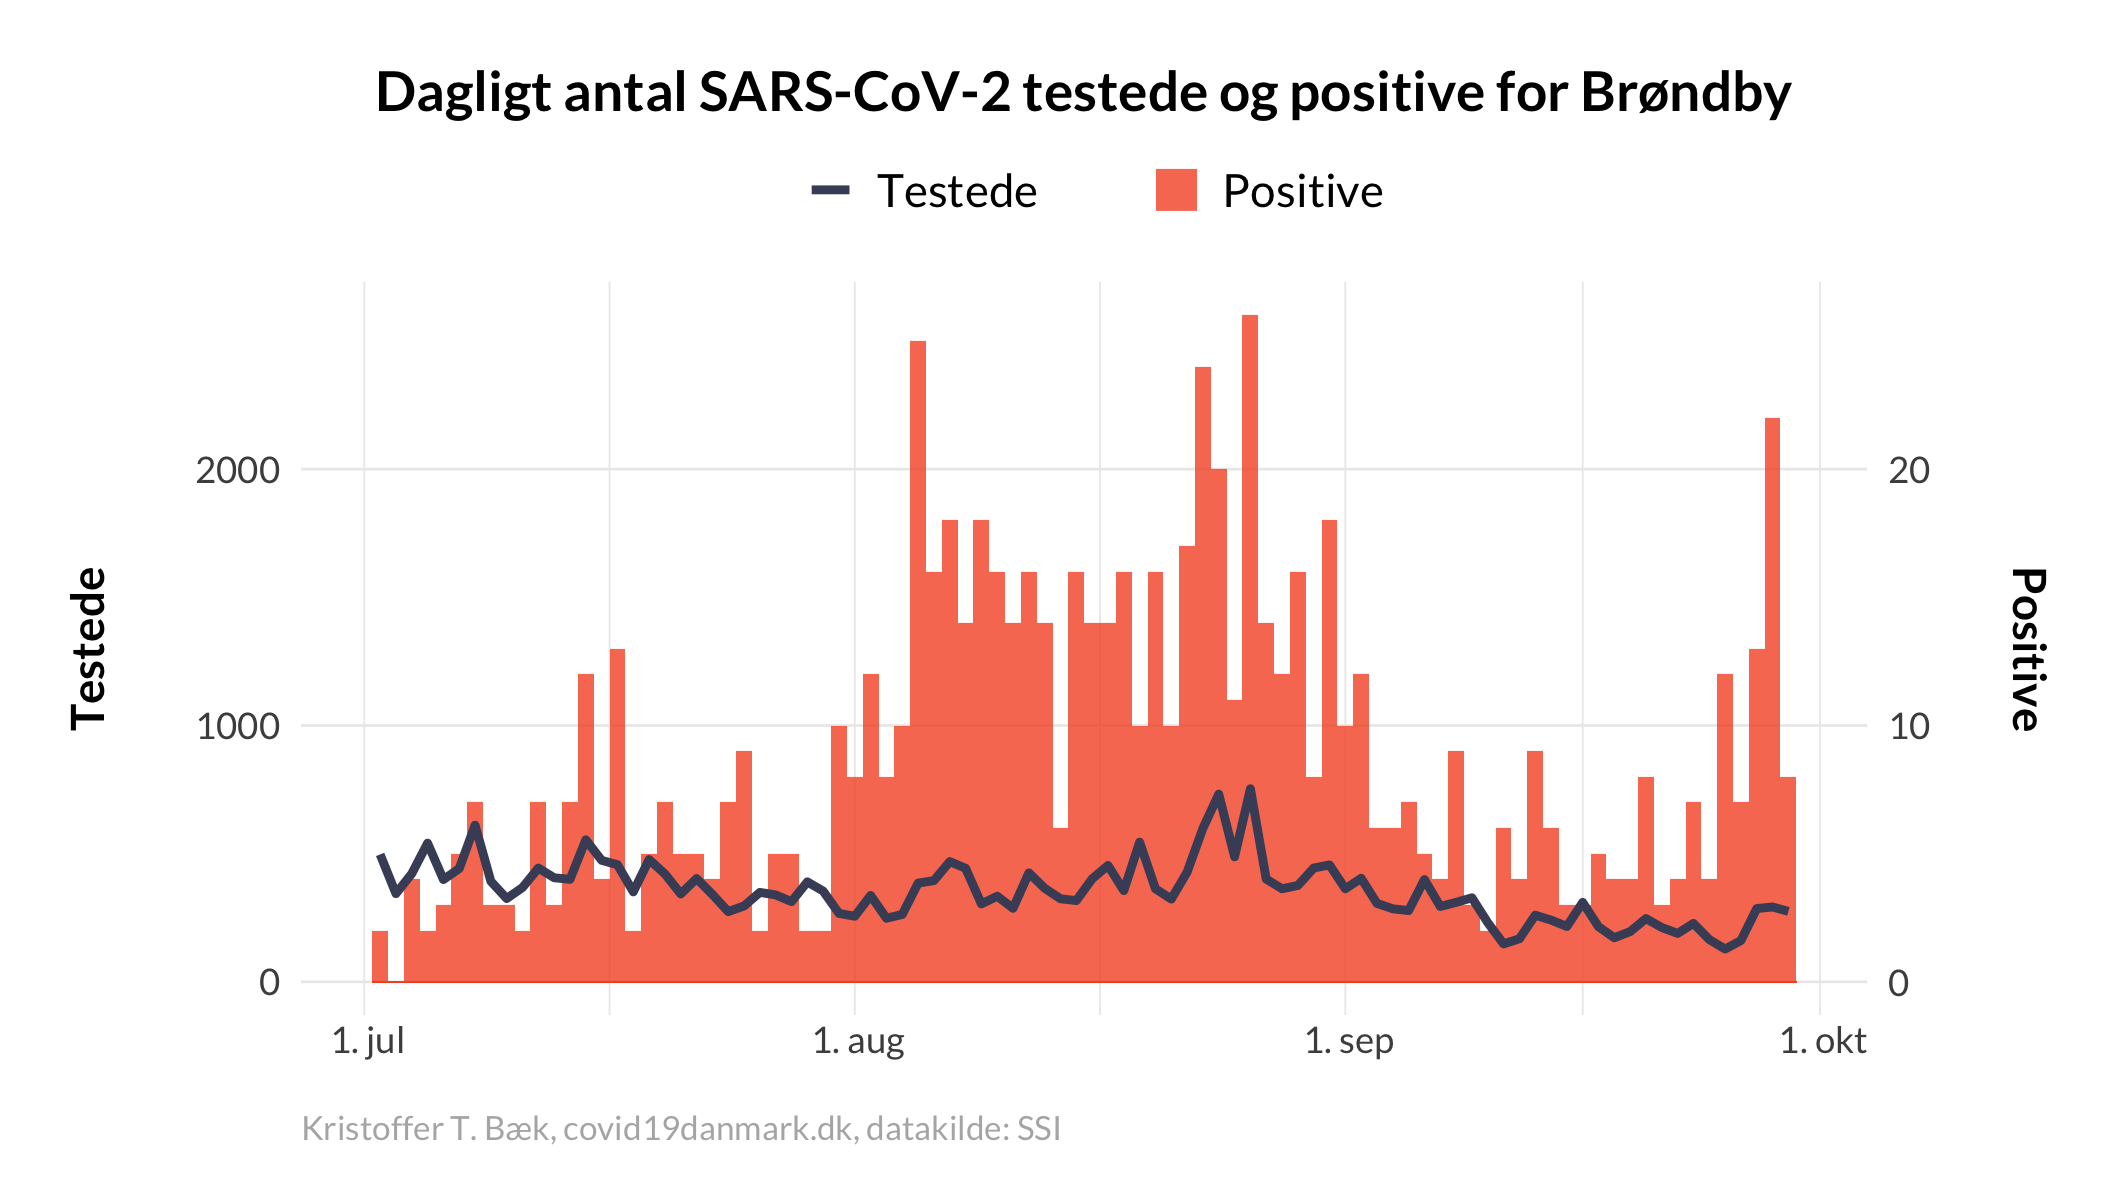 Dagligt antal SARS-CoV-2 testede og positive for Brøndby
Testede Positive
2000 20
1000 10
0 0
Testede
Positive
1. jul 1. aug 1. sep 1. okt
Kristoffer T. Bæk, covid19danmark.dk, datakilde: SSI